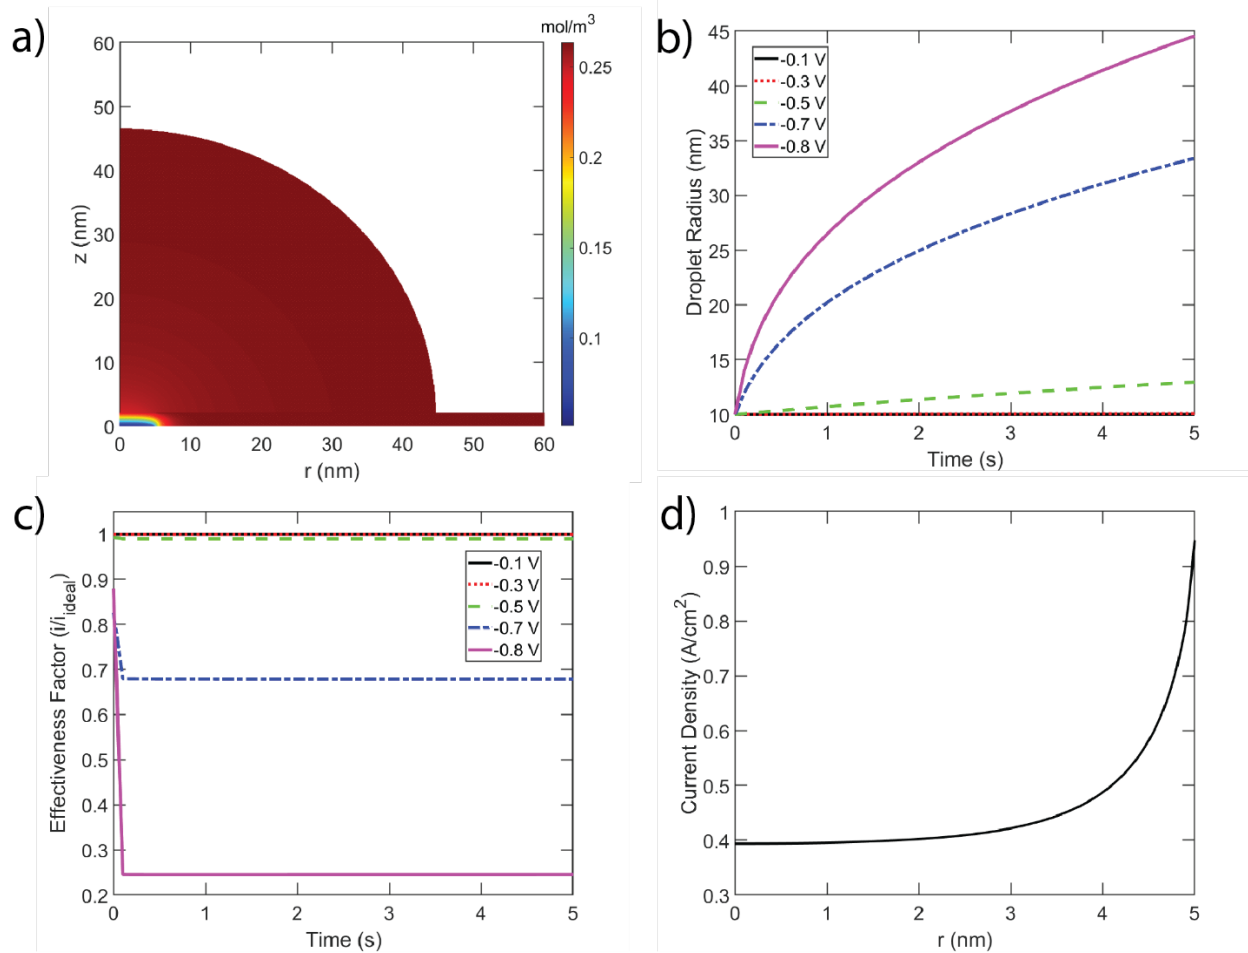 a)
mol/m³
60
50
40
30
20
10
0
z (nm)
0 10 20 30 40 50 60
r (nm)
0.25
0.2
0.15
0.1
b)
45
40
35
30
25
20
15
10
Droplet Radius (nm)
-0.1 V
-0.3 V
-0.5 V
-0.7 V
-0.8 V
0 1 2 3 4 5
Time (s)
c)
1
0.9
0.8
0.7
0.6
0.5
0.4
0.3
0.2
Effectiveness Factor (i/i_ideal)
-0.1 V
-0.3 V
-0.5 V
-0.7 V
-0.8 V
0 1 2 3 4 5
Time (s)
d)
1
0.9
0.8
0.7
0.6
0.5
0.4
0.3
Current Density (A/cm²)
0 1 2 3 4 5
r (nm)